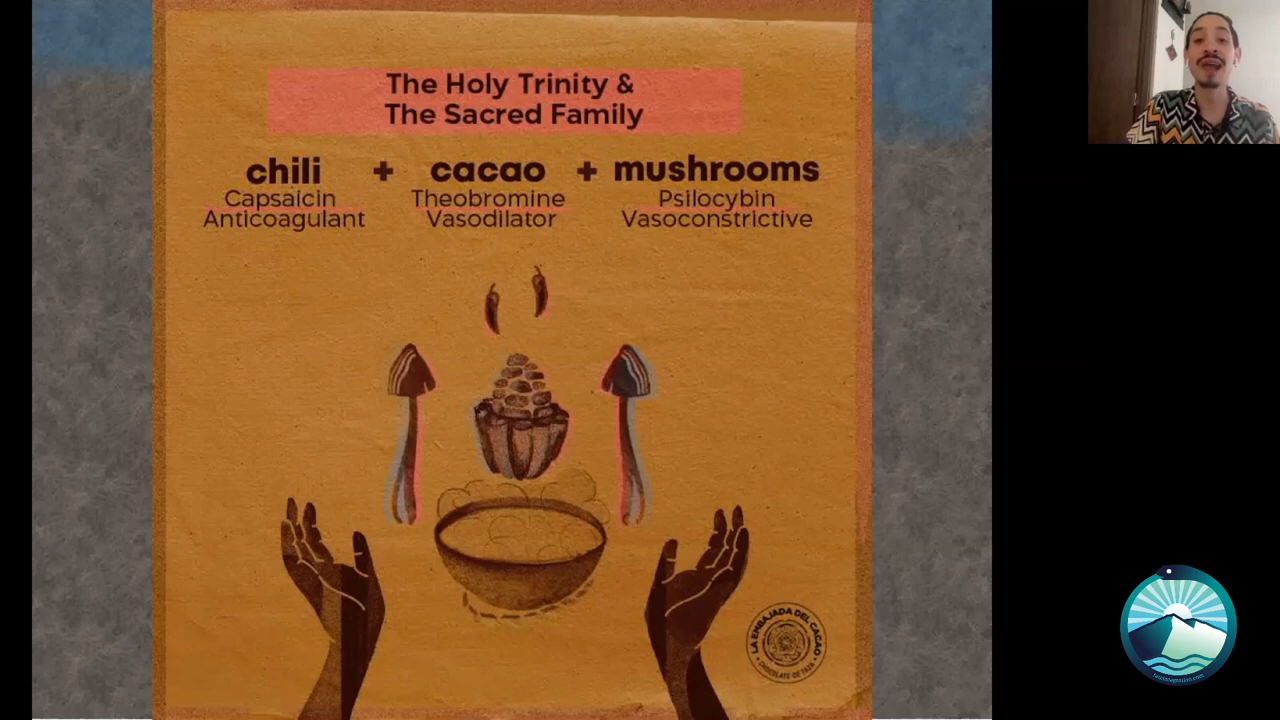 The Holy Trinity &
The Sacred Family
chili + cacao + mushrooms
Capsaicin Theobromine Psilocybin
Anticoagulant Vasodilator Vasoconstrictive
LA EMBAJADA DEL CACAO
• CHOCOLATE DE TAZA •